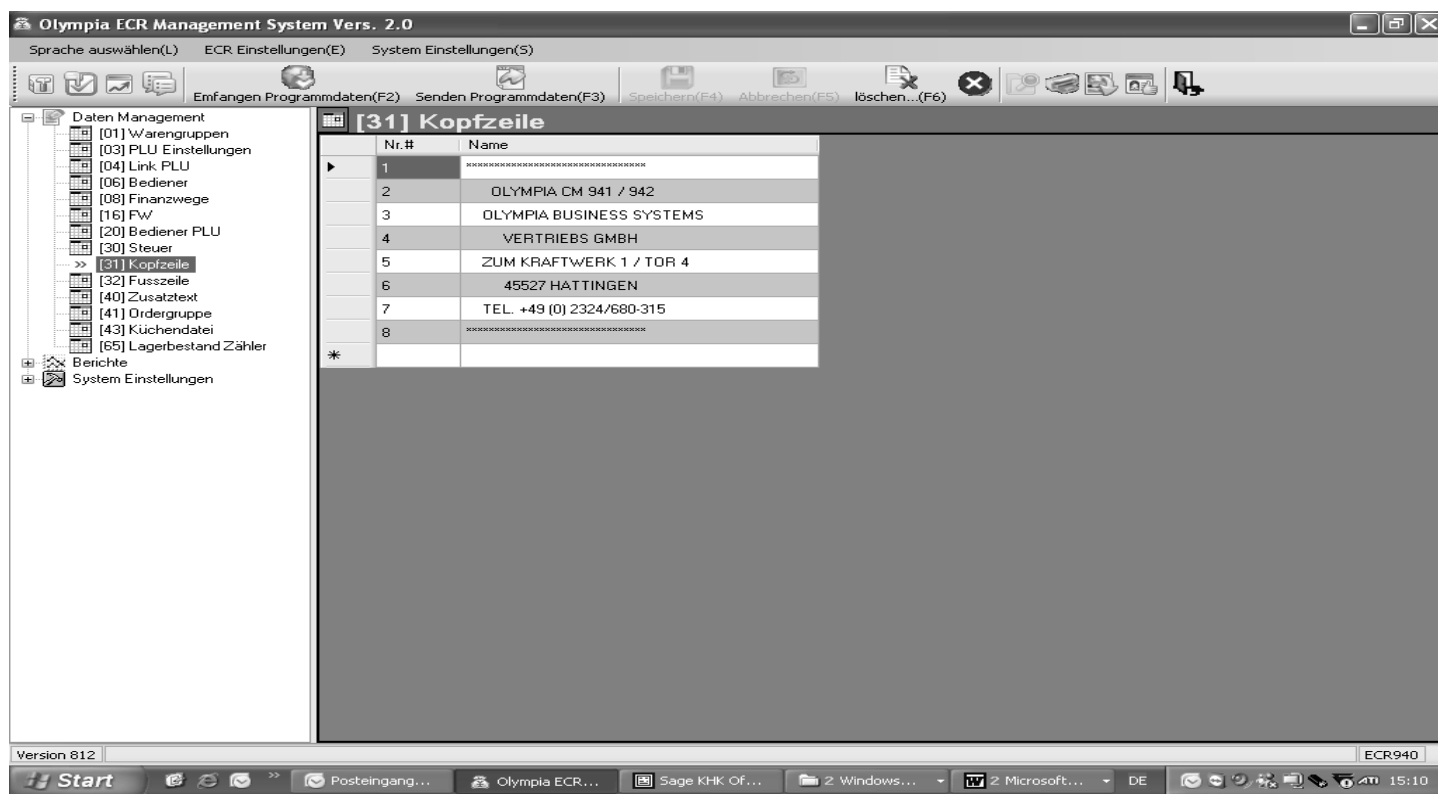 Olympia ECR Management System Vers. 2.0
Sprache auswählen(L) ECR Einstellungen(E) System Einstellungen(S)
Emfangen Programmdaten(F2) Senden Programmdaten(F3) Speichern(F4) Abbrechen(F5) löschen...(F6)
Daten Management
[01] Warengruppen
[03] PLU Einstellungen
[04] Link PLU
[06] Bediener
[08] Finanzwege
[16] FW
[20] Bediener PLU
[30] Steuer
[31] Kopfzeile
[32] Fusszeile
[40] Zusatztext
[41] Ordergruppe
[43] Küchendatei
[65] Lagerbestand Zähler
Berichte
System Einstellungen
[31] Kopfzeile
Nr.# Name
1 ********************************
2 OLYMPIA CM 941 / 942
3 OLYMPIA BUSINESS SYSTEMS
4 VERTRIEBS GMBH
5 ZUM KRAFTWERK 1 / TOR 4
6 45527 HATTINGEN
7 TEL. +49 (0) 2324/680-315
8 ********************************
Version 812 ECR940
Start Posteingang... Olympia ECR... Sage KHK Of... 2 Windows... 2 Microsoft... DE ATI 15:10